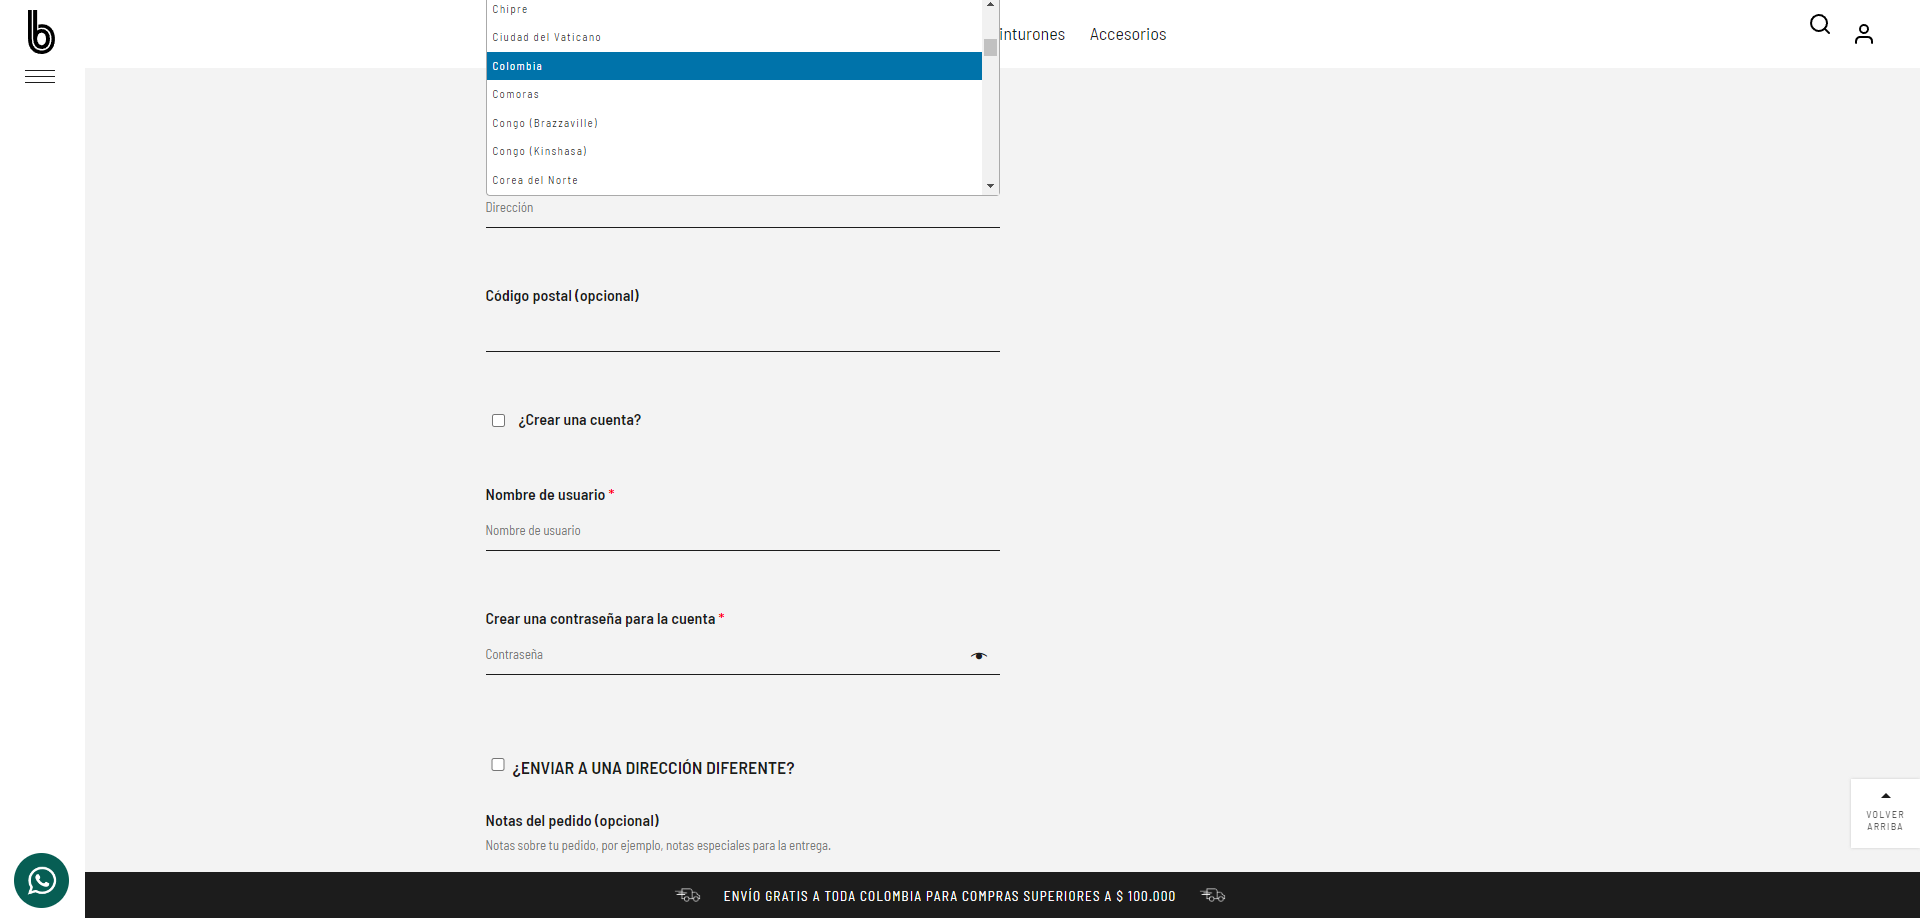 b
Chipre
Ciudad del Vaticano
Colombia
Comoras
Congo (Brazzaville)
Congo (Kinshasa)
Corea del Norte
inturones
Accesorios
Dirección
Código postal (opcional)
¿Crear una cuenta?
Nombre de usuario *
Nombre de usuario
Crear una contraseña para la cuenta *
Contraseña
¿ENVIAR A UNA DIRECCIÓN DIFERENTE?
Notas del pedido (opcional)
Notas sobre tu pedido, por ejemplo, notas especiales para la entrega.
VOLVER
ARRIBA
ENVÍO GRATIS A TODA COLOMBIA PARA COMPRAS SUPERIORES A $ 100.000